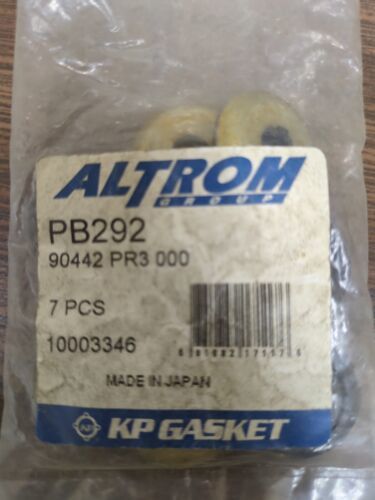 ALTROM
GROUP
PB292
90442 PR3 000
7 PCS
10003346
MADE IN JAPAN
KP GASKET